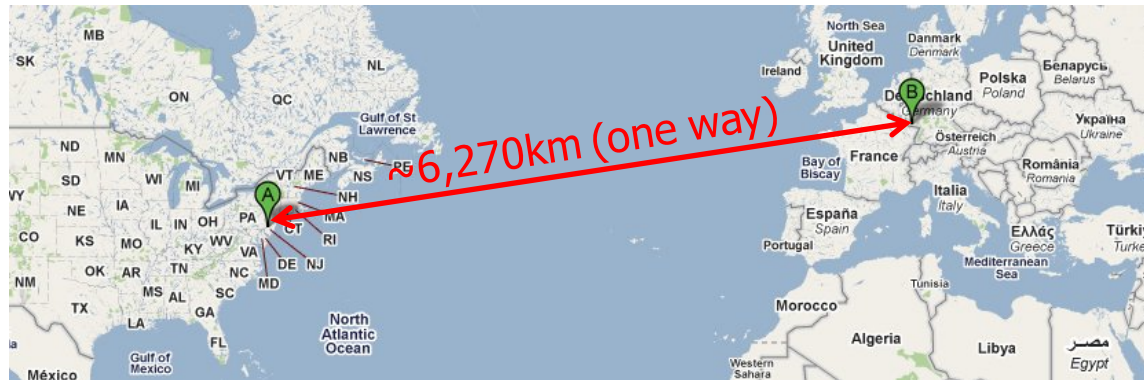 MB
SK
ON
QC
NL
Gulf of St
Lawrence
ND
MN
SD
WI
MI
VT
ME
NB
NS
PE
NH
MA
CT
RI
NE
IA
IL
IN
OH
PA
A
CO
KS
MO
KY
WV
VA
DE
NJ
MD
NM
OK
AR
TN
NC
SC
MS
AL
GA
TX
LA
FL
Gulf of
Mexico
México
North
Atlantic
Ocean
~6,270km (one way)
North Sea
United
Kingdom
Ireland
Danmark
Denmark
B
Deutschland
Germany
Polska
Poland
Беларусь
Belarus
Україна
Ukraine
Österreich
Austria
France
Bay of
Biscay
România
Romania
Italia
Italy
España
Spain
Portugal
Ελλάς
Greece
Türki
Turke
Mediterranean
Sea
Tunisia
Morocco
Algeria
Libya
مصر
Egypt
Western
Sahara